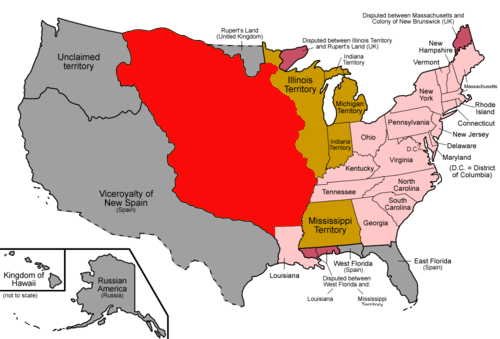 Rupert's Land
(United Kingdom)
Disputed between Illinois Territory
and Rupert's Land (UK)
Disputed between Massachusetts and
Colony of New Brunswick (UK)
Indiana
Territory
New
Hampshire
Vermont
Massachusetts
Unclaimed
territory
Illinois
Territory
Michigan
Territory
New
York
Rhode
Island
Connecticut
New Jersey
Delaware
Maryland
(D.C. = District
of Columbia)
Pennsylvania
Ohio
Indiana
Territory
D.C.
Virginia
Kentucky
Viceroyalty of
New Spain
(Spain)
Tennessee
North
Carolina
South
Carolina
Mississippi
Territory
Georgia
East Florida
(Spain)
West Florida
(Spain)
Louisiana
Disputed between
West Florida and:
Louisiana
Mississippi
Territory
Kingdom of
Hawaii
(not to scale)
Russian
America
(Russia)